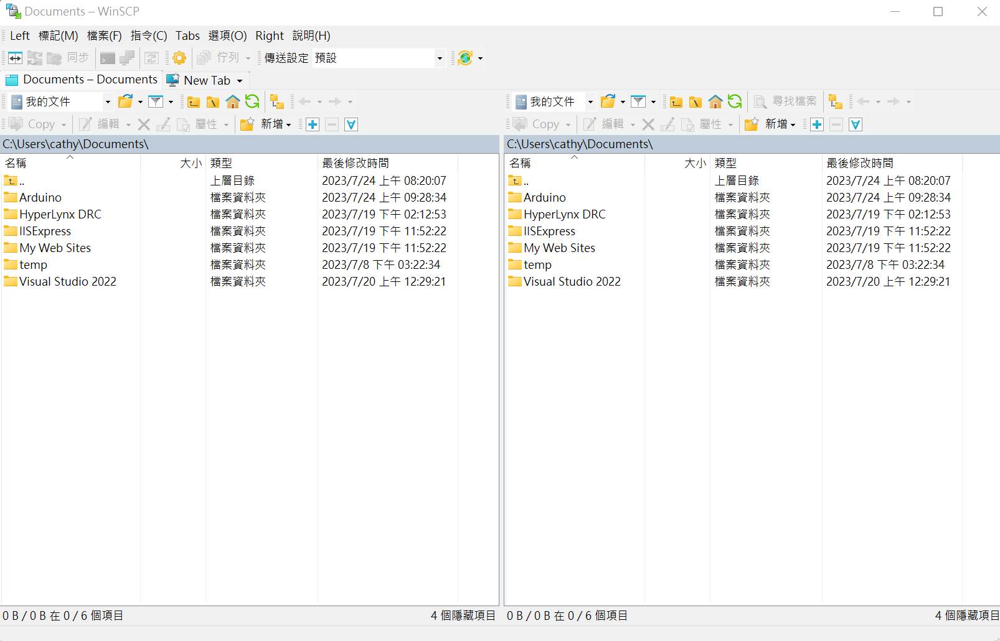 Documents – WinSCP
Left 標記(M) 檔案(F) 指令(C) Tabs 選項(O) Right 說明(H)
同步 佇列 傳送設定 預設
Documents – Documents New Tab
我的文件
Copy 編輯 屬性 新增
C:\Users\cathy\Documents\
名稱 大小 類型 最後修改時間
.. 上層目錄 2023/7/24 上午 08:20:07
Arduino 檔案資料夾 2023/7/24 上午 09:28:34
HyperLynx DRC 檔案資料夾 2023/7/19 下午 02:12:53
IISExpress 檔案資料夾 2023/7/19 下午 11:52:22
My Web Sites 檔案資料夾 2023/7/19 下午 11:52:22
temp 檔案資料夾 2023/7/8 下午 03:22:34
Visual Studio 2022 檔案資料夾 2023/7/20 上午 12:29:21
0 B / 0 B 在 0 / 6 個項目 4 個隱藏項目
我的文件 尋找檔案
Copy 編輯 屬性 新增
C:\Users\cathy\Documents\
名稱 大小 類型 最後修改時間
.. 上層目錄 2023/7/24 上午 08:20:07
Arduino 檔案資料夾 2023/7/24 上午 09:28:34
HyperLynx DRC 檔案資料夾 2023/7/19 下午 02:12:53
IISExpress 檔案資料夾 2023/7/19 下午 11:52:22
My Web Sites 檔案資料夾 2023/7/19 下午 11:52:22
temp 檔案資料夾 2023/7/8 下午 03:22:34
Visual Studio 2022 檔案資料夾 2023/7/20 上午 12:29:21
0 B / 0 B 在 0 / 6 個項目 4 個隱藏項目